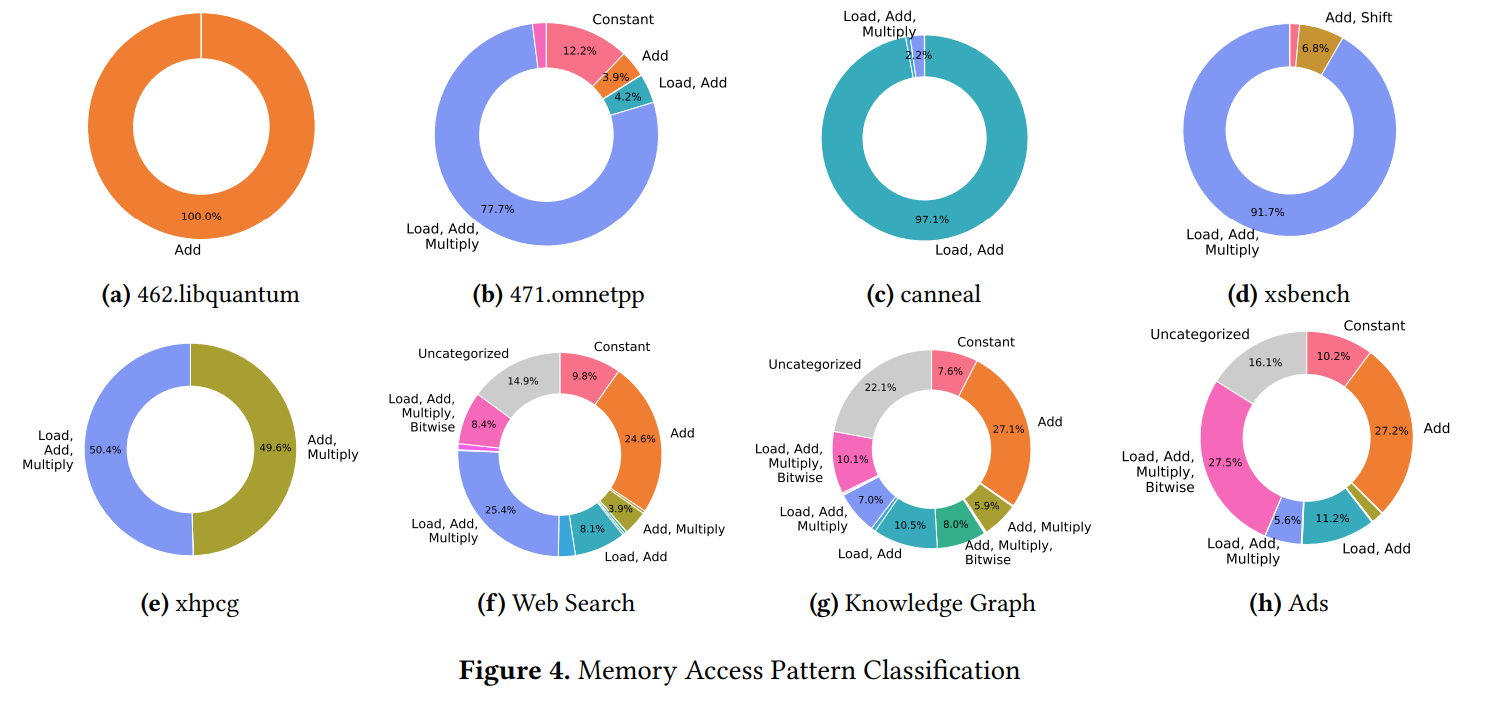 100.0%
Add
(a) 462.libquantum
Constant
12.2%
Add
3.9%
Load, Add
4.2%
77.7%
Load, Add,
Multiply
(b) 471.omnetpp
Load, Add,
Multiply
2.2%
97.1%
Load, Add
(c) canneal
Add, Shift
6.8%
91.7%
Load, Add,
Multiply
(d) xsbench
Load,
Add,
Multiply
50.4%
49.6%
Add,
Multiply
(e) xhpcg
Uncategorized
14.9%
Constant
9.8%
Load, Add,
Multiply,
Bitwise
8.4%
24.6%
Add
25.4%
Load, Add,
Multiply
3.9%
Add, Multiply
8.1%
Load, Add
(f) Web Search
Constant
7.6%
Uncategorized
22.1%
27.1%
Add
Load, Add,
Multiply,
Bitwise
10.1%
7.0%
Load, Add,
Multiply
5.9%
Add, Multiply
10.5%
Load, Add
8.0%
Add, Multiply,
Bitwise
(g) Knowledge Graph
Uncategorized
16.1%
Constant
10.2%
27.2%
Add
Load, Add,
Multiply,
Bitwise
27.5%
5.6%
Load, Add,
Multiply
11.2%
Load, Add
(h) Ads
Figure 4. Memory Access Pattern Classification